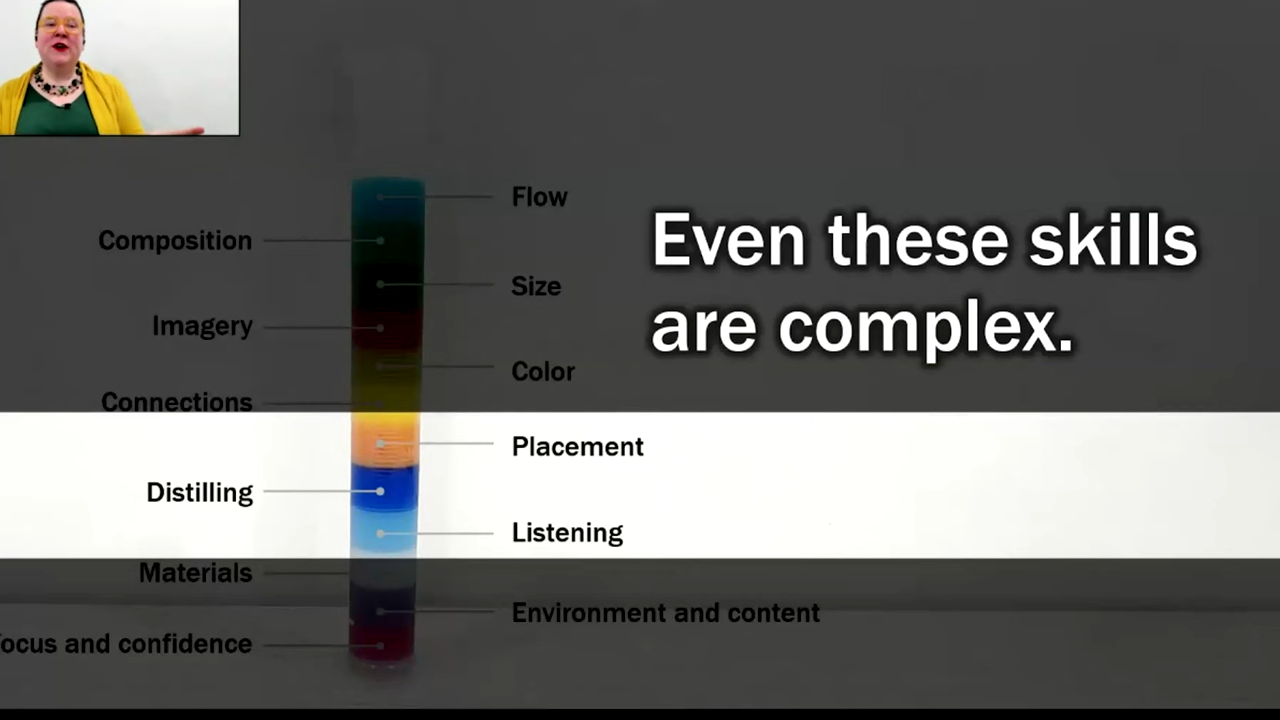 Flow
Composition
Even these skills
are complex.
Size
Imagery
Color
Connections
Placement
Distilling
Listening
Materials
Environment and content
ocus and confidence